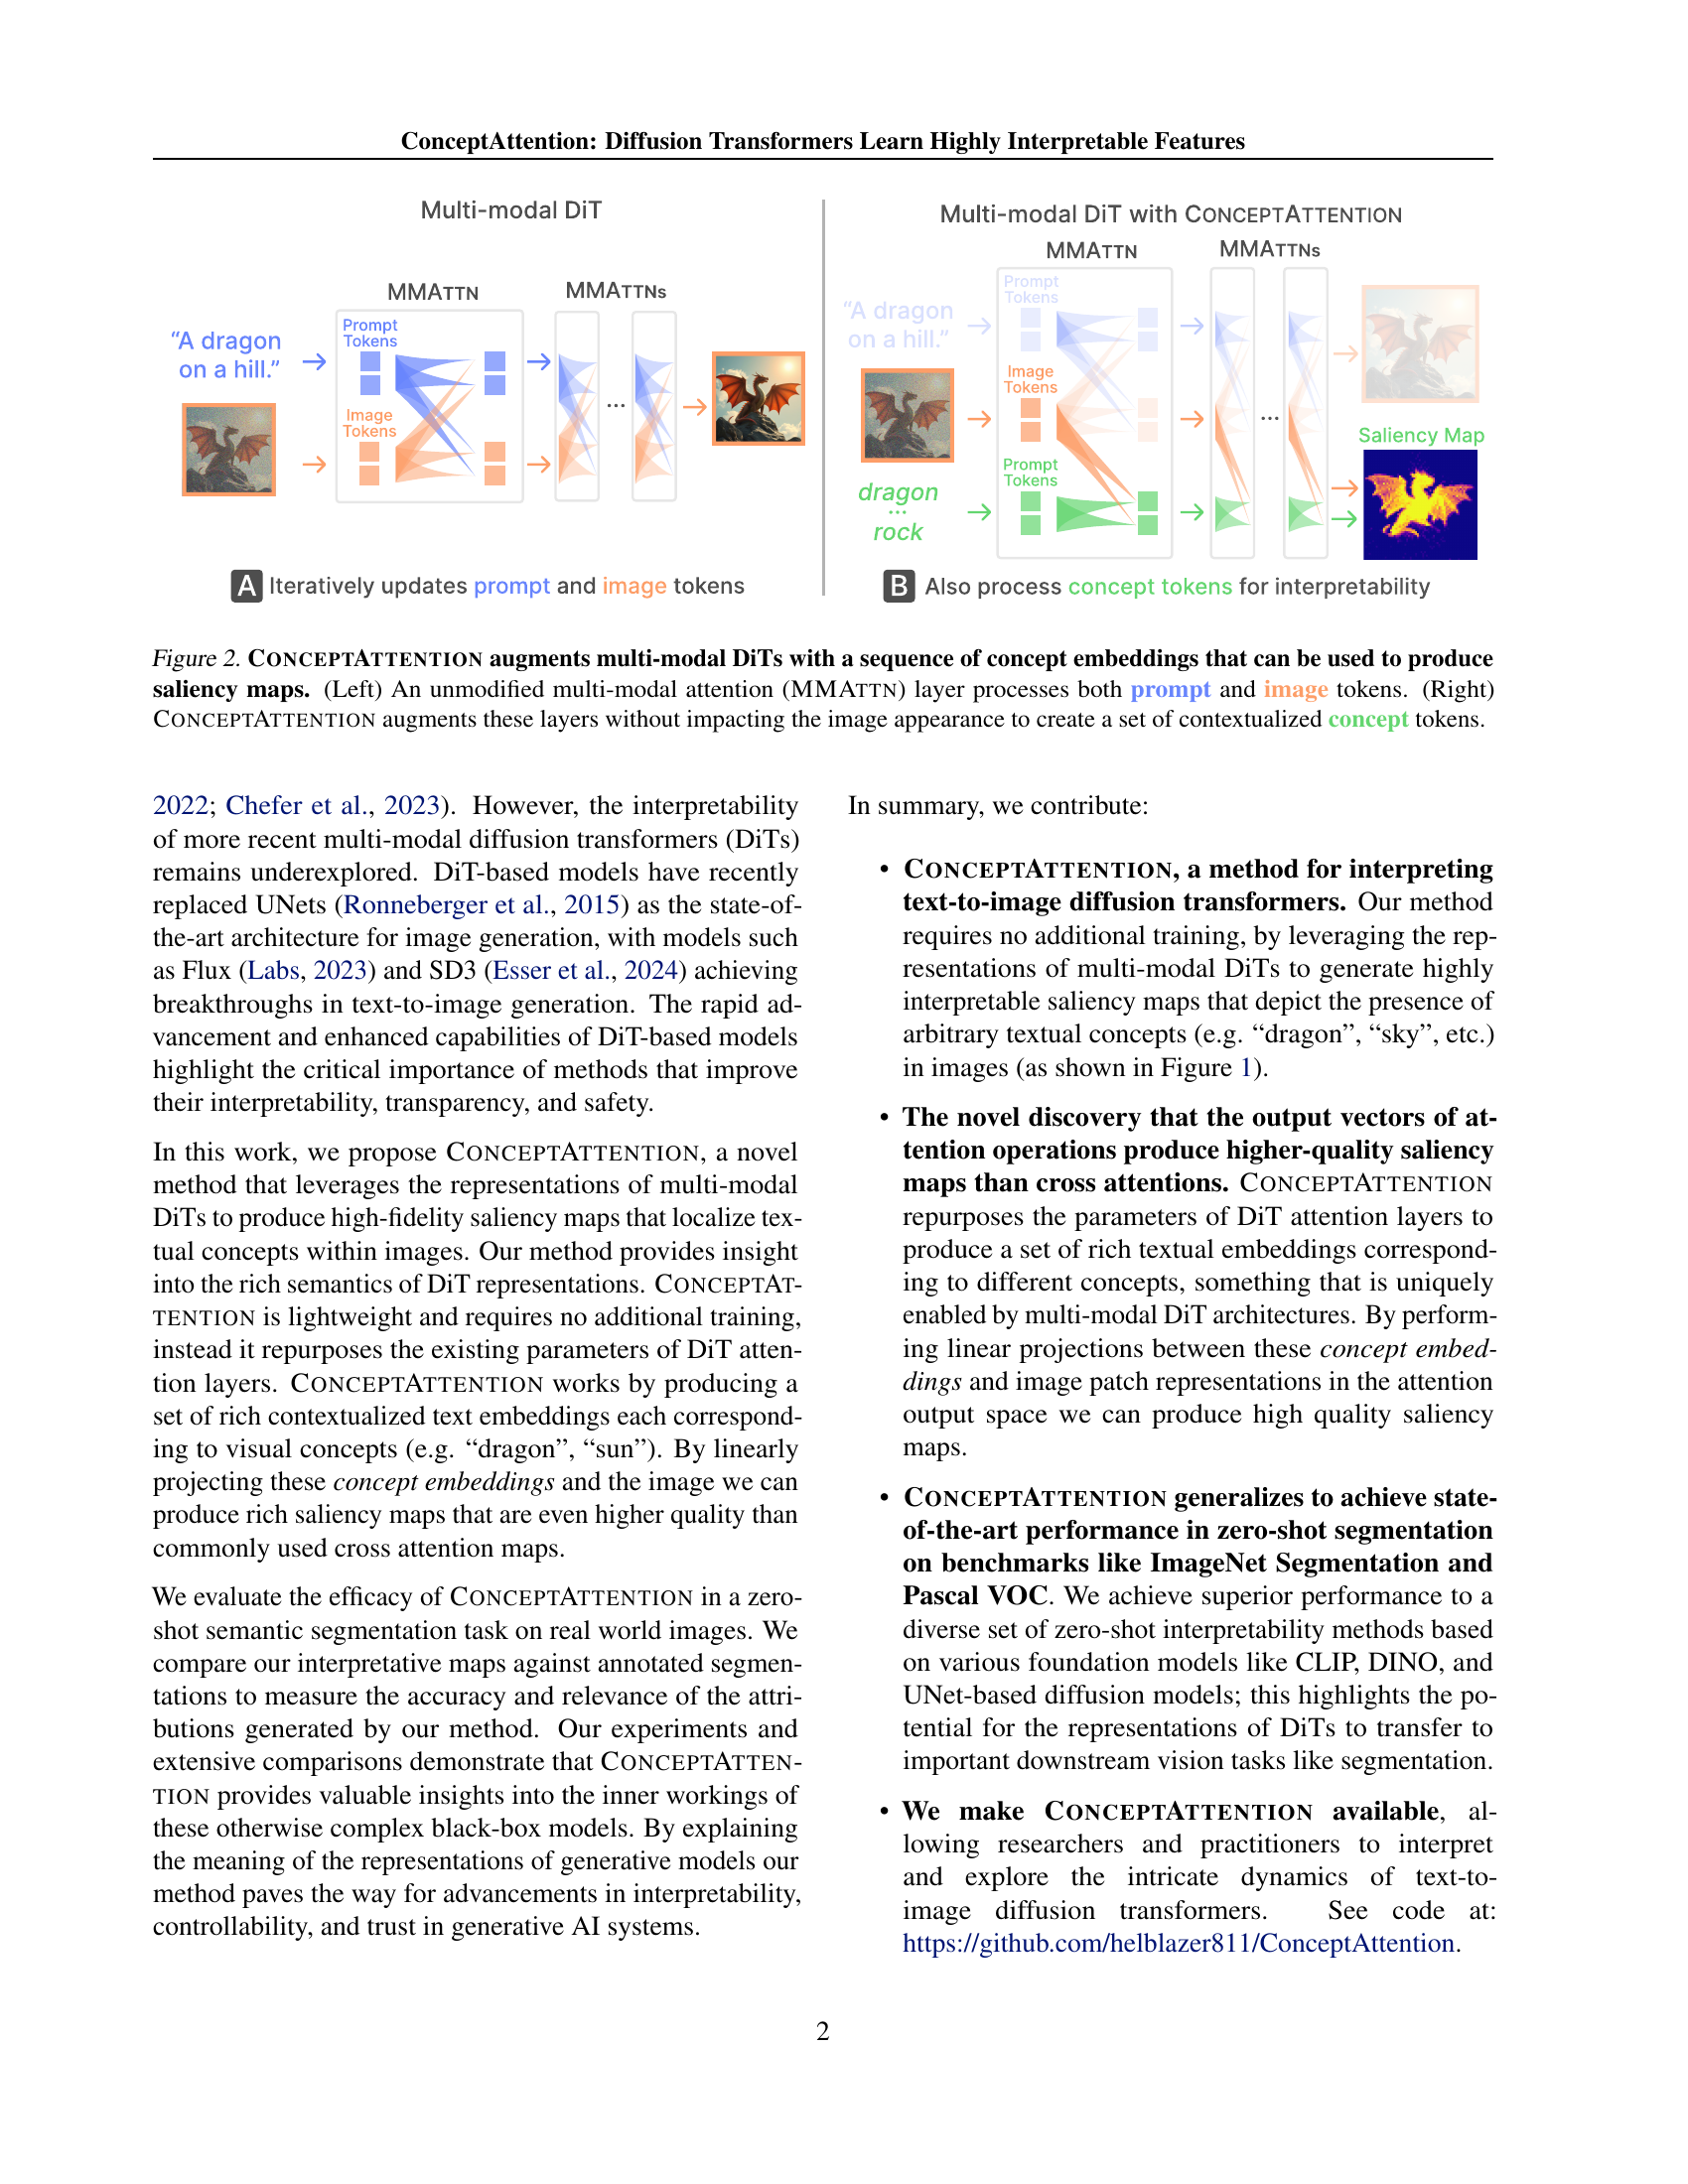 ConceptAttention: Diffusion Transformers Learn Highly Interpretable Features
Multi-modal DiT
MMATTN
MMATTNs
“A dragon
on a hill.”
Prompt
Tokens
Image
Tokens
...
A Iteratively updates prompt and image tokens
Multi-modal DiT with CONCEPTATTENTION
MMATTN
MMATTNs
“A dragon
on a hill.”
Prompt
Tokens
Image
Tokens
Prompt
Tokens
dragon
...
rock
...
Saliency Map
B Also process concept tokens for interpretability
Figure 2. CONCEPTATTENTION augments multi-modal DiTs with a sequence of concept embeddings that can be used to produce
saliency maps. (Left) An unmodified multi-modal attention (MMATTN) layer processes both prompt and image tokens. (Right)
CONCEPTATTENTION augments these layers without impacting the image appearance to create a set of contextualized concept tokens.
2022; Chefer et al., 2023). However, the interpretability
of more recent multi-modal diffusion transformers (DiTs)
remains underexplored. DiT-based models have recently
replaced UNets (Ronneberger et al., 2015) as the state-of-
the-art architecture for image generation, with models such
as Flux (Labs, 2023) and SD3 (Esser et al., 2024) achieving
breakthroughs in text-to-image generation. The rapid ad-
vancement and enhanced capabilities of DiT-based models
highlight the critical importance of methods that improve
their interpretability, transparency, and safety.
In this work, we propose CONCEPTATTENTION, a novel
method that leverages the representations of multi-modal
DiTs to produce high-fidelity saliency maps that localize tex-
tual concepts within images. Our method provides insight
into the rich semantics of DiT representations. CONCEPTAT-
TENTION is lightweight and requires no additional training,
instead it repurposes the existing parameters of DiT atten-
tion layers. CONCEPTATTENTION works by producing a
set of rich contextualized text embeddings each correspond-
ing to visual concepts (e.g. “dragon”, “sun”). By linearly
projecting these concept embeddings and the image we can
produce rich saliency maps that are even higher quality than
commonly used cross attention maps.
We evaluate the efficacy of CONCEPTATTENTION in a zero-
shot semantic segmentation task on real world images. We
compare our interpretative maps against annotated segmen-
tations to measure the accuracy and relevance of the attri-
butions generated by our method. Our experiments and
extensive comparisons demonstrate that CONCEPTATTEN-
TION provides valuable insights into the inner workings of
these otherwise complex black-box models. By explaining
the meaning of the representations of generative models our
method paves the way for advancements in interpretability,
controllability, and trust in generative AI systems.
In summary, we contribute:
• CONCEPTATTENTION, a method for interpreting
text-to-image diffusion transformers. Our method
requires no additional training, by leveraging the rep-
resentations of multi-modal DiTs to generate highly
interpretable saliency maps that depict the presence of
arbitrary textual concepts (e.g. “dragon”, “sky”, etc.)
in images (as shown in Figure 1).
• The novel discovery that the output vectors of at-
tention operations produce higher-quality saliency
maps than cross attentions. CONCEPTATTENTION
repurposes the parameters of DiT attention layers to
produce a set of rich textual embeddings correspond-
ing to different concepts, something that is uniquely
enabled by multi-modal DiT architectures. By perform-
ing linear projections between these concept embed-
dings and image patch representations in the attention
output space we can produce high quality saliency
maps.
• CONCEPTATTENTION generalizes to achieve state-
of-the-art performance in zero-shot segmentation
on benchmarks like ImageNet Segmentation and
Pascal VOC. We achieve superior performance to a
diverse set of zero-shot interpretability methods based
on various foundation models like CLIP, DINO, and
UNet-based diffusion models; this highlights the po-
tential for the representations of DiTs to transfer to
important downstream vision tasks like segmentation.
• We make CONCEPTATTENTION available, al-
lowing researchers and practitioners to interpret
and explore the intricate dynamics of text-to-
image diffusion transformers. See code at:
https://github.com/helblazer811/ConceptAttention.
2